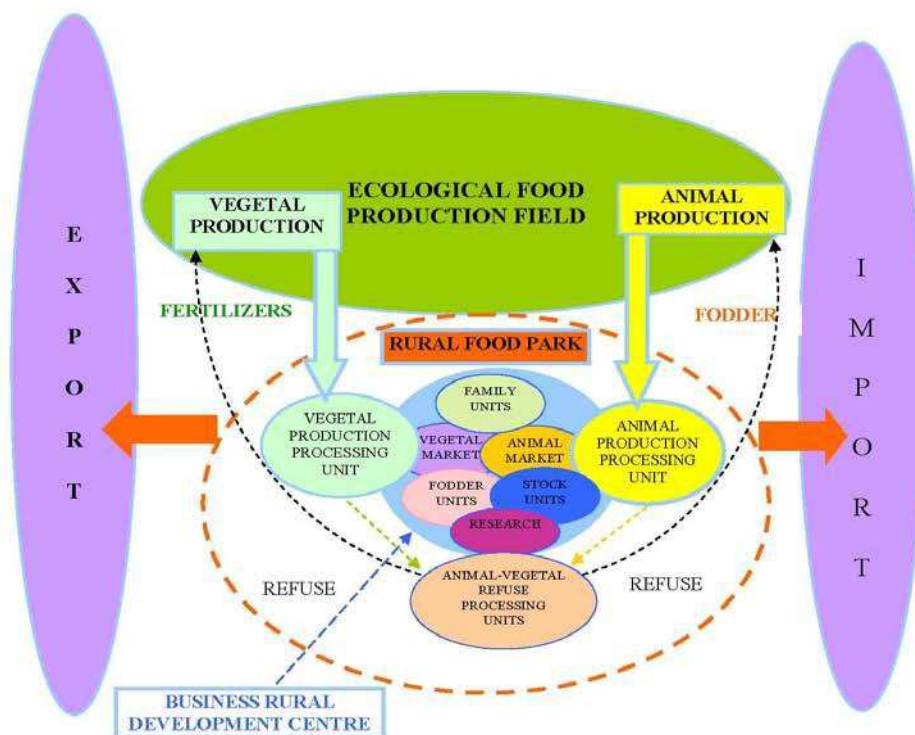 ECOLOGICAL FOOD
PRODUCTION FIELD
VEGETAL
PRODUCTION
ANIMAL
PRODUCTION
E
X
P
O
R
T
I
M
P
O
R
T
FERTILIZERS
FODDER
RURAL FOOD PARK
FAMILY
UNITS
VEGETAL
PRODUCTION
PROCESSING
UNIT
VEGETAL
MARKET
ANIMAL
MARKET
ANIMAL
PRODUCTION
PROCESSING
UNIT
FODDER
UNITS
STOCK
UNITS
RESEARCH
REFUSE
ANIMAL-VEGETAL
REFUSE
PROCESSING
UNITS
REFUSE
BUSINESS RURAL
DEVELOPMENT CENTRE